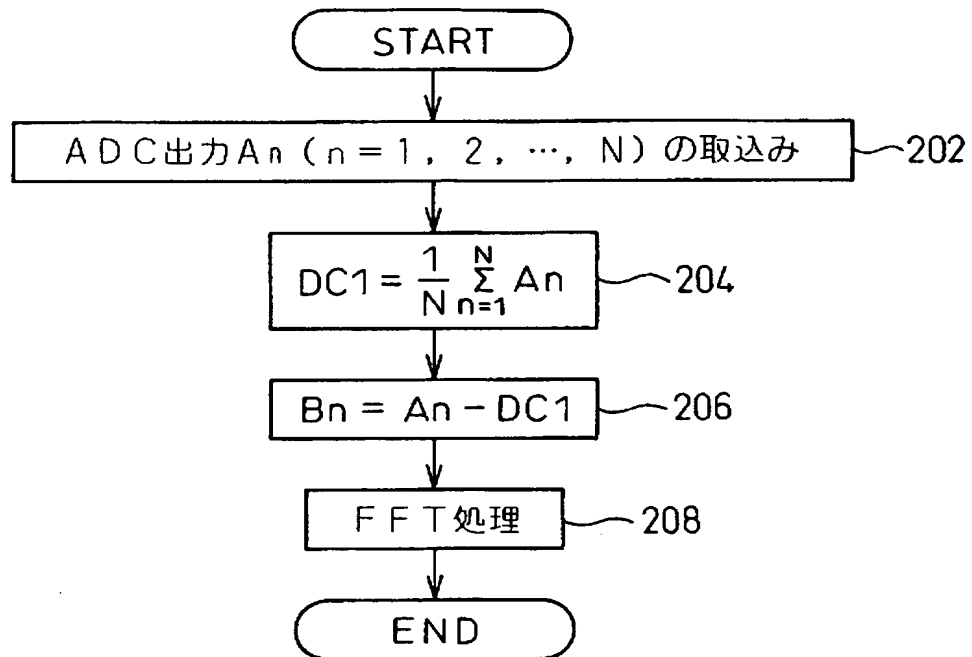 START
ADC出力An(n=1,2,…,N)の取込み
202
DC1=1/N N Σ n=1 An
204
Bn = An - DC1
206
FFT処理
208
END